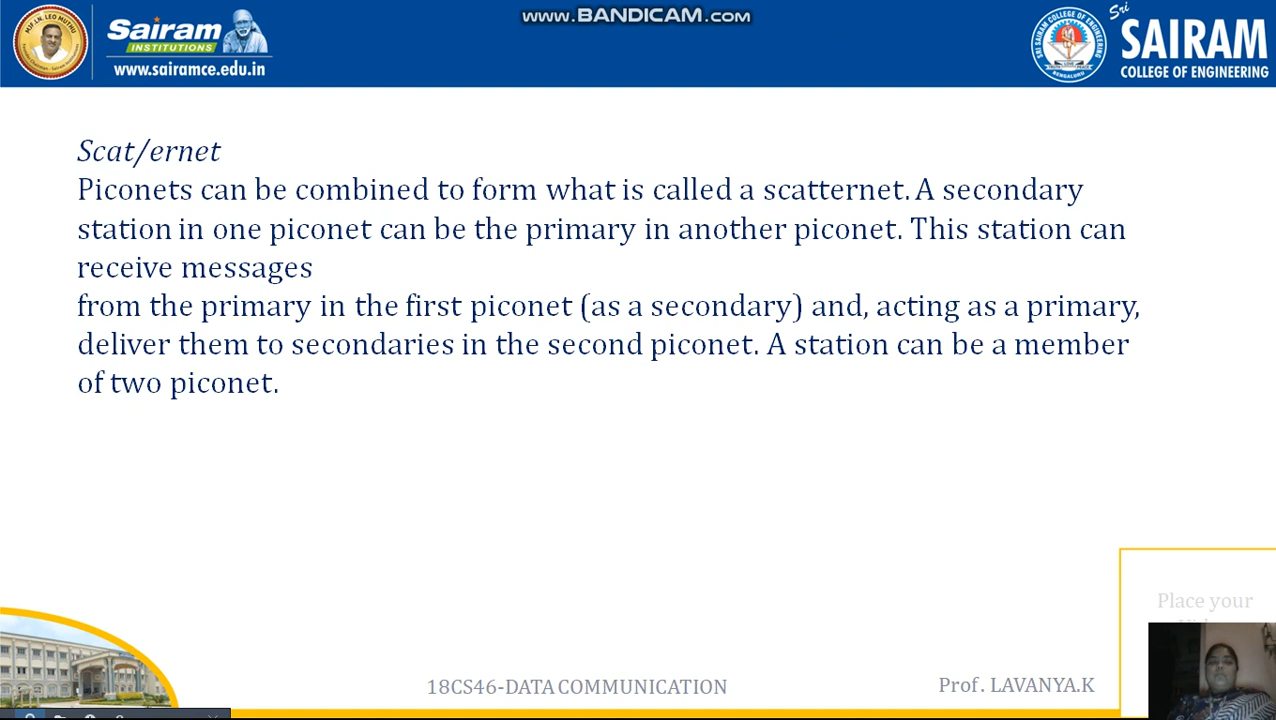 www.BANDICAM.com
Sairam
INSTITUTIONS
www.sairamce.edu.in
Sri
SAIRAM
COLLEGE OF ENGINEERING
Scat/ernet
Piconets can be combined to form what is called a scatternet. A secondary
station in one piconet can be the primary in another piconet. This station can
receive messages
from the primary in the first piconet (as a secondary) and, acting as a primary,
deliver them to secondaries in the second piconet. A station can be a member
of two piconet.
Place your
18CS46-DATA COMMUNICATION
Prof. LAVANYA.K